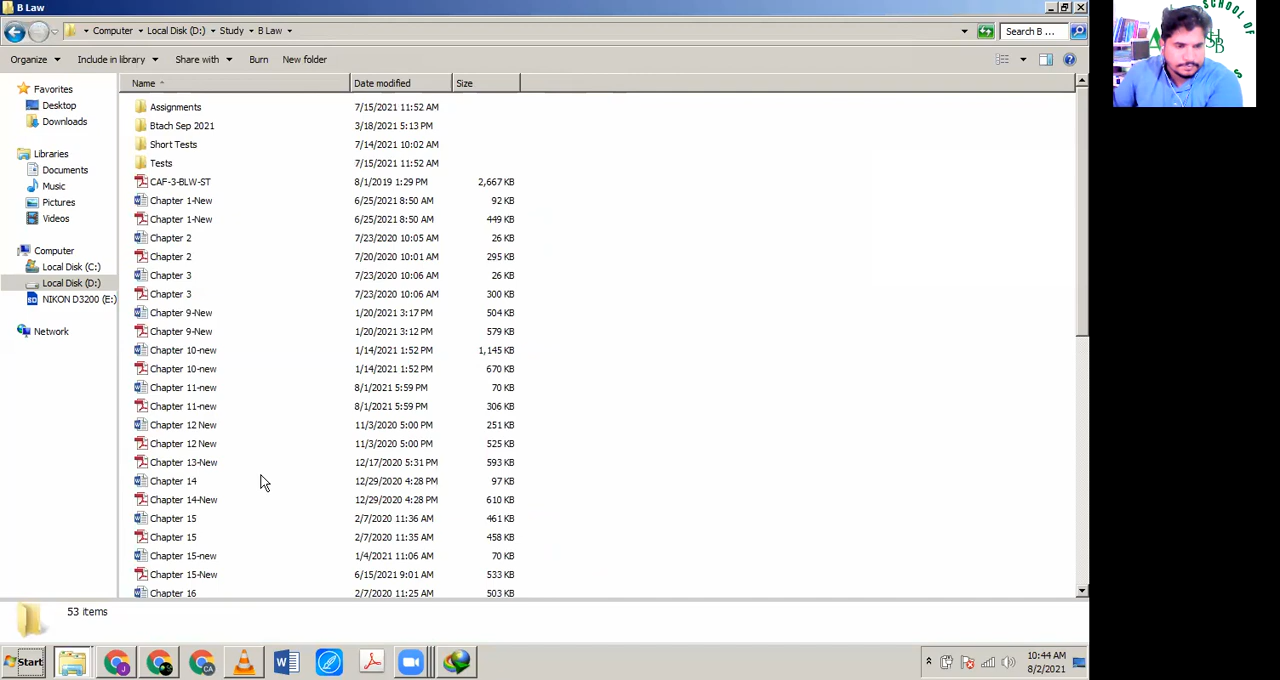 B Law
Computer Local Disk (D:) Study B Law
Search B ...
Organize Include in library Share with Burn New folder
Name Date modified Size
Favorites
Desktop
Downloads
Libraries
Documents
Music
Pictures
Videos
Computer
Local Disk (C:)
Local Disk (D:)
NIKON D3200 (E:)
Network
Assignments 7/15/2021 11:52 AM
Btach Sep 2021 3/18/2021 5:13 PM
Short Tests 7/14/2021 10:02 AM
Tests 7/15/2021 11:52 AM
CAF-3-BLW-ST 8/1/2019 1:29 PM 2,667 KB
Chapter 1-New 6/25/2021 8:50 AM 92 KB
Chapter 1-New 6/25/2021 8:50 AM 449 KB
Chapter 2 7/23/2020 10:05 AM 26 KB
Chapter 2 7/20/2020 10:01 AM 295 KB
Chapter 3 7/23/2020 10:06 AM 26 KB
Chapter 3 7/23/2020 10:06 AM 300 KB
Chapter 9-New 1/20/2021 3:17 PM 504 KB
Chapter 9-New 1/20/2021 3:12 PM 579 KB
Chapter 10-new 1/14/2021 1:52 PM 1,145 KB
Chapter 10-new 1/14/2021 1:52 PM 670 KB
Chapter 11-new 8/1/2021 5:59 PM 70 KB
Chapter 11-new 8/1/2021 5:59 PM 306 KB
Chapter 12 New 11/3/2020 5:00 PM 251 KB
Chapter 12 New 11/3/2020 5:00 PM 525 KB
Chapter 13-New 12/17/2020 5:31 PM 593 KB
Chapter 14 12/29/2020 4:28 PM 97 KB
Chapter 14-New 12/29/2020 4:28 PM 610 KB
Chapter 15 2/7/2020 11:36 AM 461 KB
Chapter 15 2/7/2020 11:35 AM 458 KB
Chapter 15-new 1/4/2021 11:06 AM 70 KB
Chapter 15-New 6/15/2021 9:01 AM 533 KB
Chapter 16 2/7/2020 11:25 AM 503 KB
53 items
Start
10:44 AM
8/2/2021
SCHOOL OF